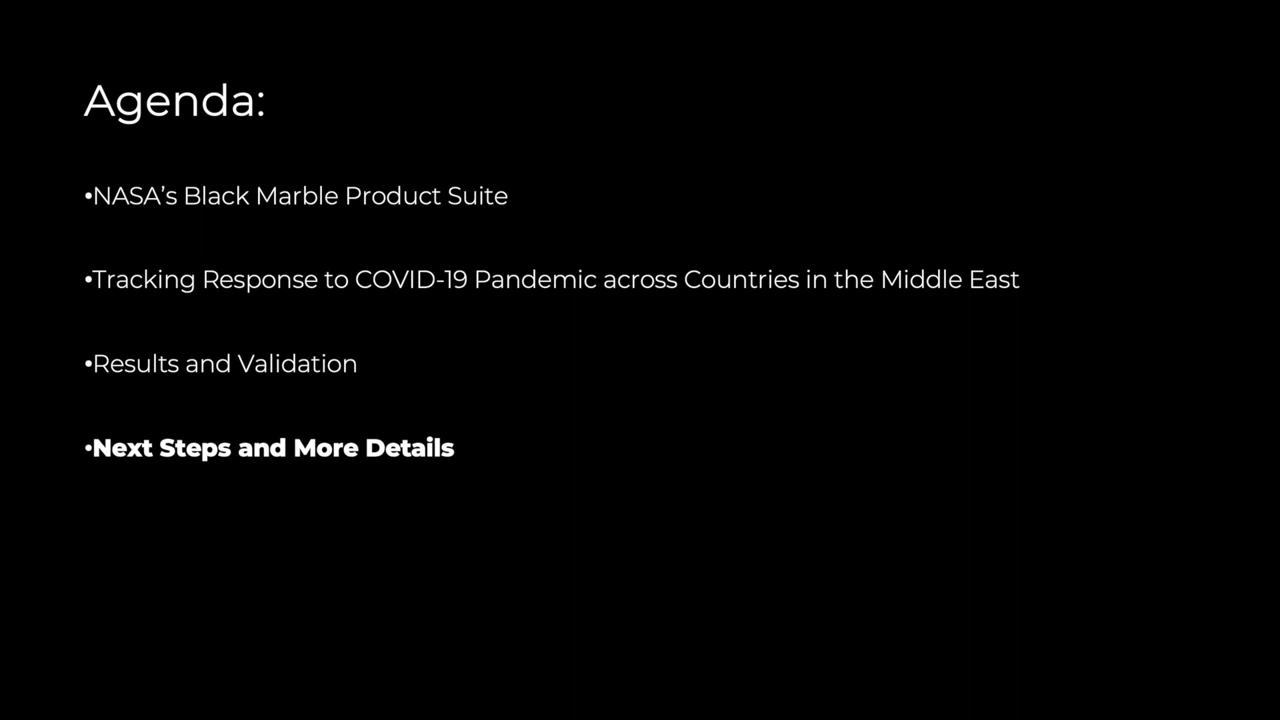 Agenda:
•NASA’s Black Marble Product Suite
•Tracking Response to COVID-19 Pandemic across Countries in the Middle East
•Results and Validation
•Next Steps and More Details